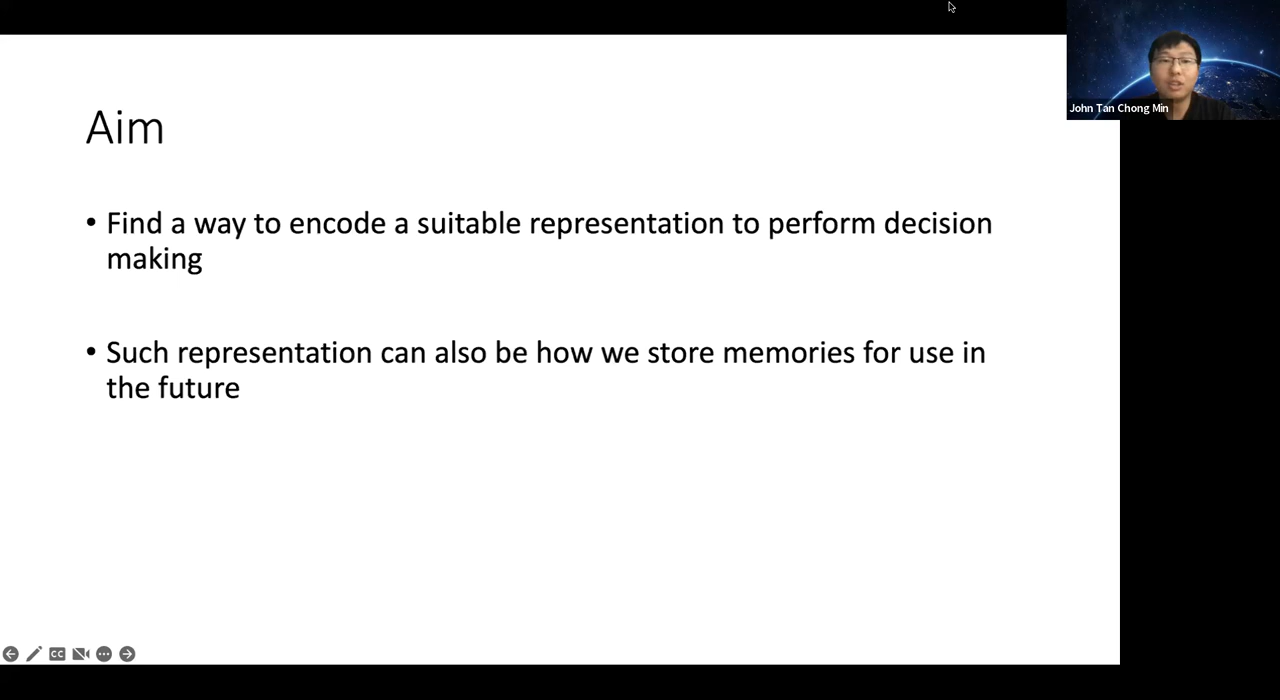 John Tan Chong Min
Aim
• Find a way to encode a suitable representation to perform decision
making
• Such representation can also be how we store memories for use in
the future
CC